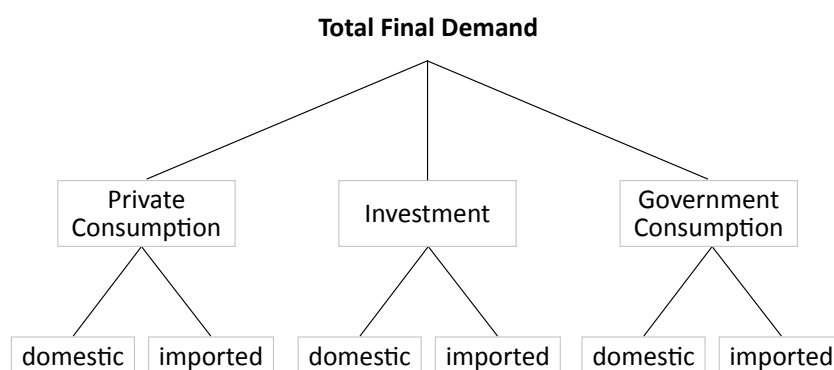 Total Final Demand
Private
Consumption
Investment
Government
Consumption
domestic
imported
domestic
imported
domestic
imported